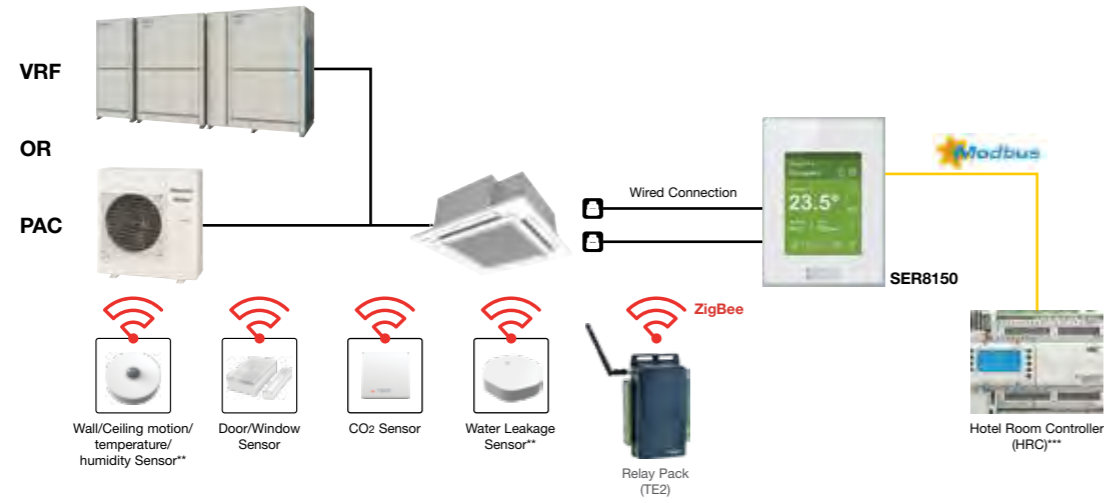 VRF
OR
PAC
Wired Connection
Modbus
23.5°
SER8150
ZigBee
Wall/Ceiling motion/
temperature/
humidity Sensor**
Door/Window
Sensor
CO2 Sensor
Water Leakage
Sensor**
Relay Pack
(TE2)
Hotel Room Controller
(HRC)***